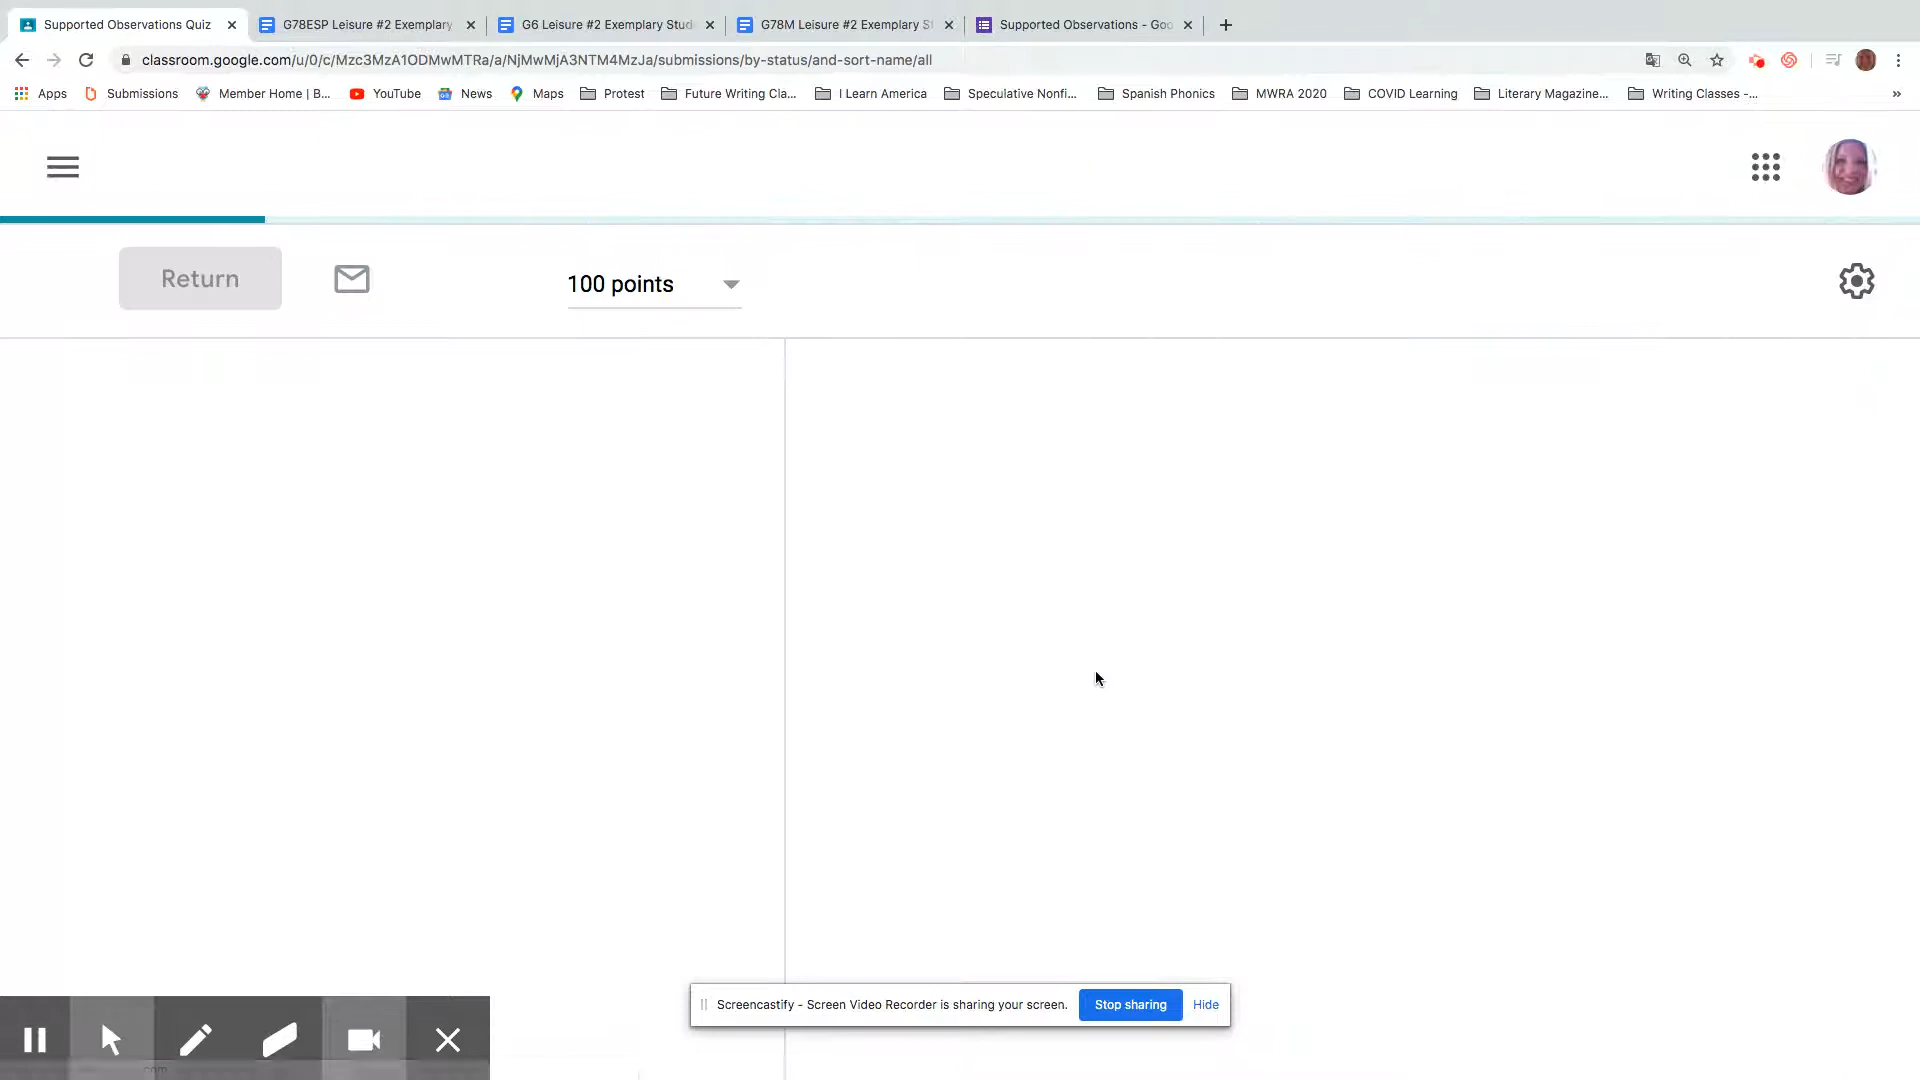 Supported Observations Quiz
G78ESP Leisure #2 Exemplary
G6 Leisure #2 Exemplary Stud
G78M Leisure #2 Exemplary St
Supported Observations - Goo
classroom.google.com/u/0/c/Mzc3MzA1ODMwMTRa/a/NjMwMjA3NTM4MzJa/submissions/by-status/and-sort-name/all
Apps
Submissions
Member Home | B...
YouTube
News
Maps
Protest
Future Writing Cla...
I Learn America
Speculative Nonfi...
Spanish Phonics
MWRA 2020
COVID Learning
Literary Magazine...
Writing Classes -...
»
Return
100 points
Screencastify - Screen Video Recorder is sharing your screen.
Stop sharing
Hide